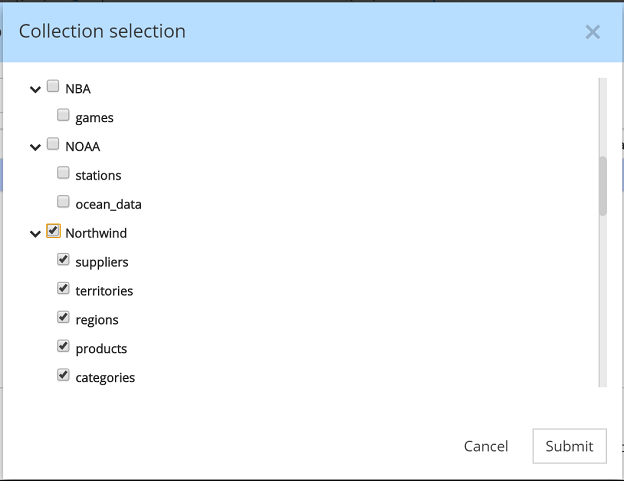 Collection selection
NBA
games
NOAA
stations
ocean_data
Northwind
suppliers
territories
regions
products
categories
Cancel Submit